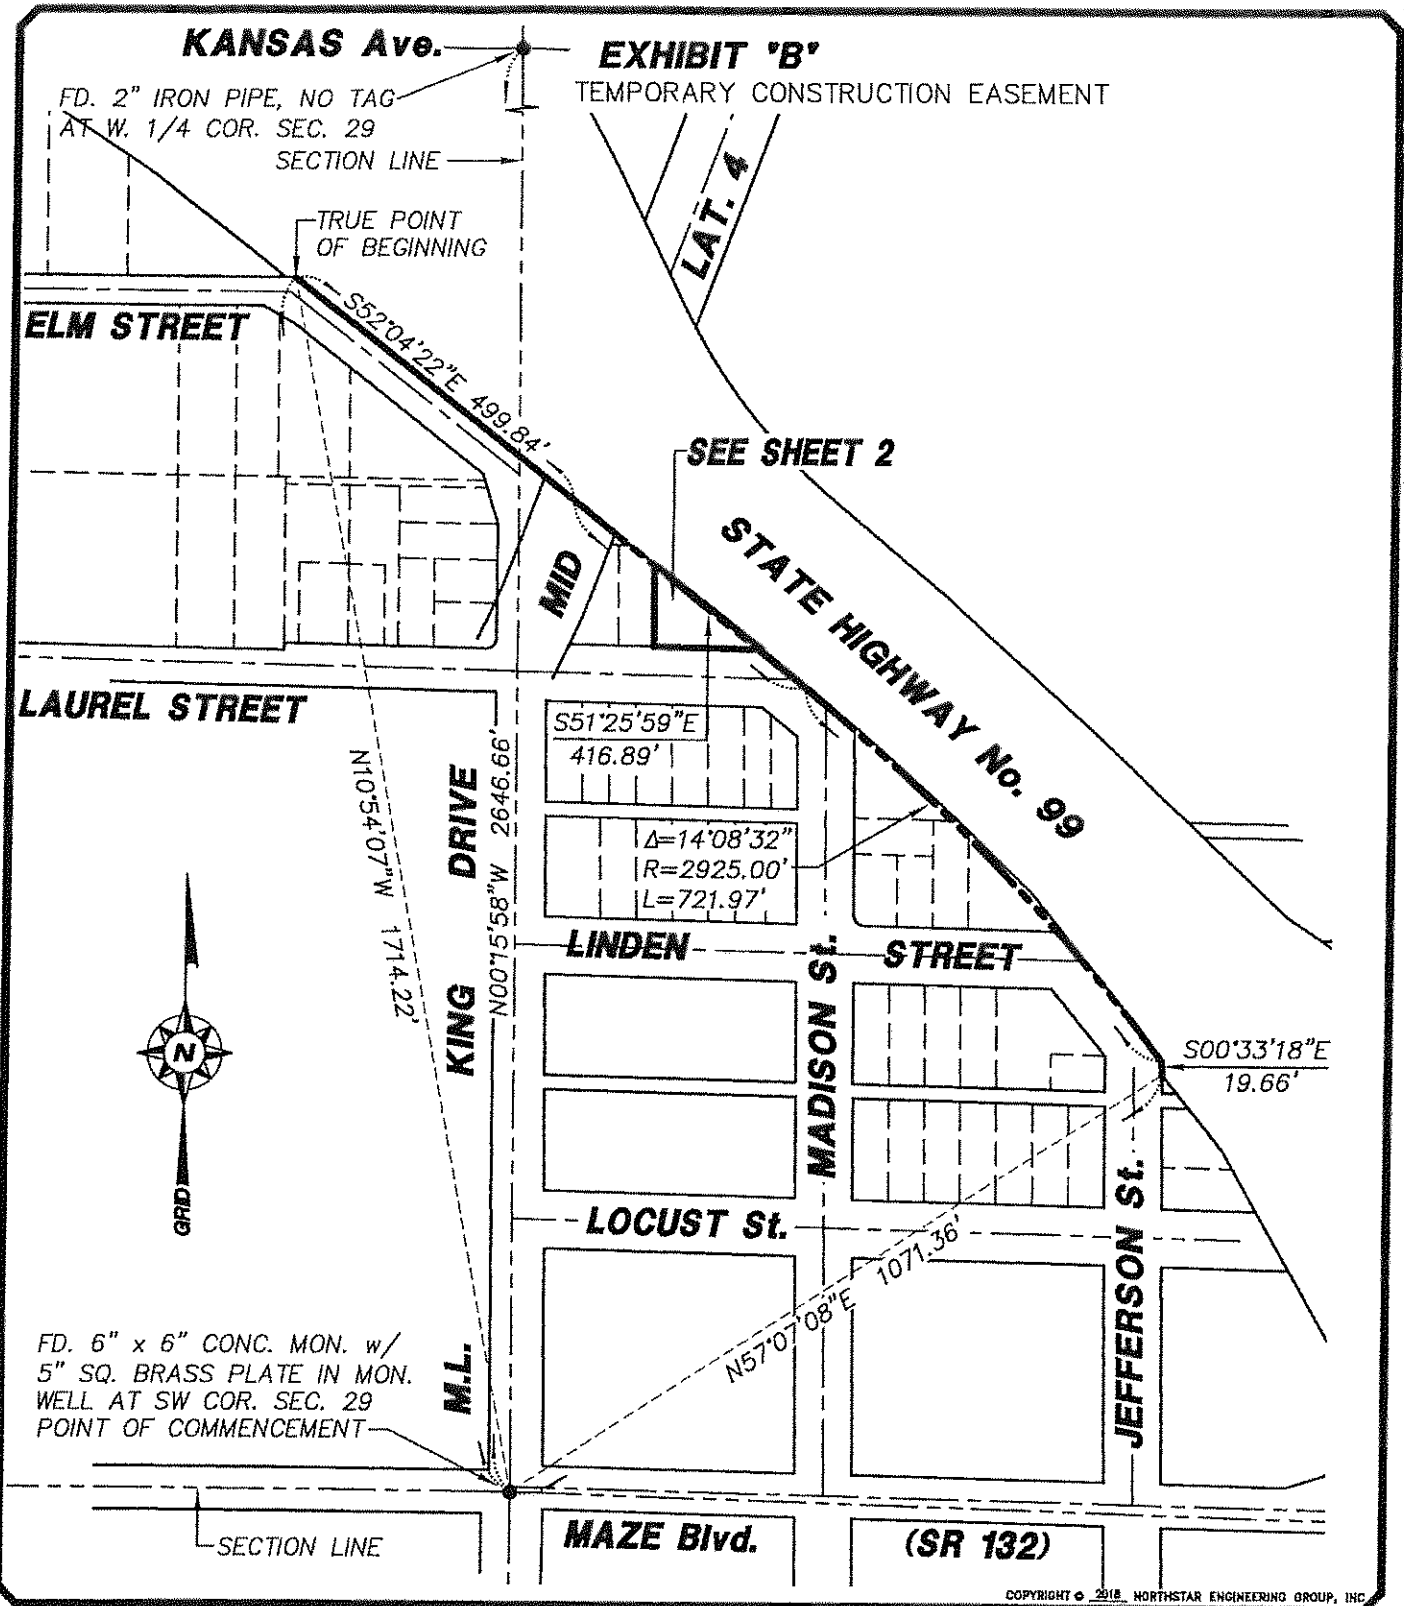 KANSAS Ave.
EXHIBIT "B"
TEMPORARY CONSTRUCTION EASEMENT
FD. 2" IRON PIPE, NO TAG
AT W. 1/4 COR. SEC. 29
SECTION LINE
LAT. 4
TRUE POINT
OF BEGINNING
ELM STREET
S52°04'22"E 499.84'
SEE SHEET 2
STATE HIGHWAY No. 99
MID
LAUREL STREET
S51°25'59"E
416.89'
N10°54'07"W 1714.22'
M.L. KING DRIVE
N00°15'58"W 2646.66'
Δ=14°08'32"
R=2925.00'
L=721.97'
LINDEN STREET
MADISON St.
S00°33'18"E
19.66'
N
GRID
LOCUST St.
N57°07'08"E 1071.36'
JEFFERSON St.
FD. 6" x 6" CONC. MON. w/
5" SQ. BRASS PLATE IN MON.
WELL AT SW COR. SEC. 29
POINT OF COMMENCEMENT
SECTION LINE
MAZE Blvd.
(SR 132)
COPYRIGHT © 2018 NORTHSTAR ENGINEERING GROUP, INC